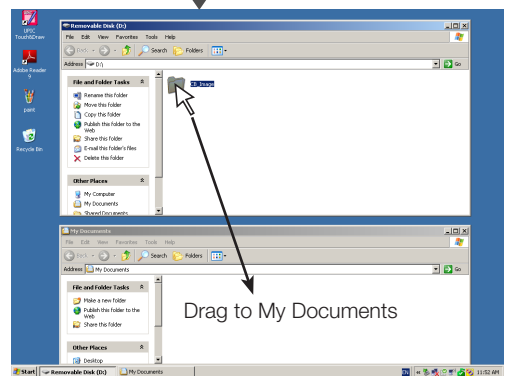 UPIC
Touch&Draw
Adobe Reader
9
paint
Recycle Bin
Removable Disk (D:)
File Edit View Favorites Tools Help
Back Search Folders
Address D:\ Go
File and Folder Tasks
Rename this folder
Move this folder
Copy this folder
Publish this folder to the
Web
Share this folder
E-mail this folder's files
Delete this folder
Other Places
My Computer
My Documents
Shared Documents
CD_Image
My Documents
File Edit View Favorites Tools Help
Back Search Folders
Address My Documents Go
File and Folder Tasks
Make a new folder
Publish this folder to the
Web
Share this folder
Other Places
Desktop
Drag to My Documents
Start Removable Disk (D:) My Documents EN 11:52 AM